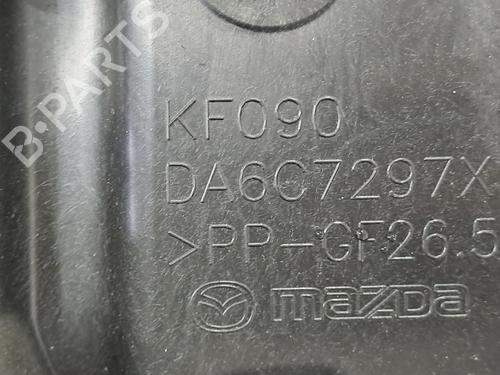 B-PARTS
KF090
DA6C7297X
>PP-GF26.5
mazda